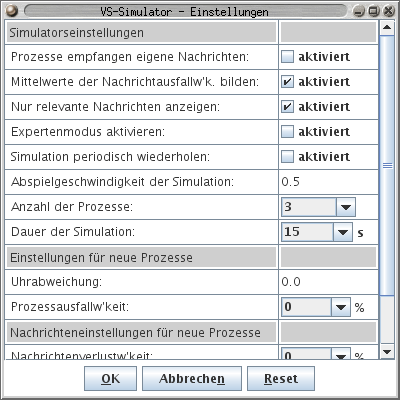 VS-Simulator - Einstellungen
Simulatorseinstellungen
Prozesse empfangen eigene Nachrichten: aktiviert
Mittelwerte der Nachrichtausfallw'k. bilden: aktiviert
Nur relevante Nachrichten anzeigen: aktiviert
Expertenmodus aktivieren: aktiviert
Simulation periodisch wiederholen: aktiviert
Abspielgeschwindigkeit der Simulation: 0.5
Anzahl der Prozesse: 3
Dauer der Simulation: 15 s
Einstellungen für neue Prozesse
Uhrabweichung: 0.0
Prozessausfallw'keit: 0 %
Nachrichteneinstellungen für neue Prozesse
Nachrichtenverlustw'keit: 0 %
OK Abbrechen Reset